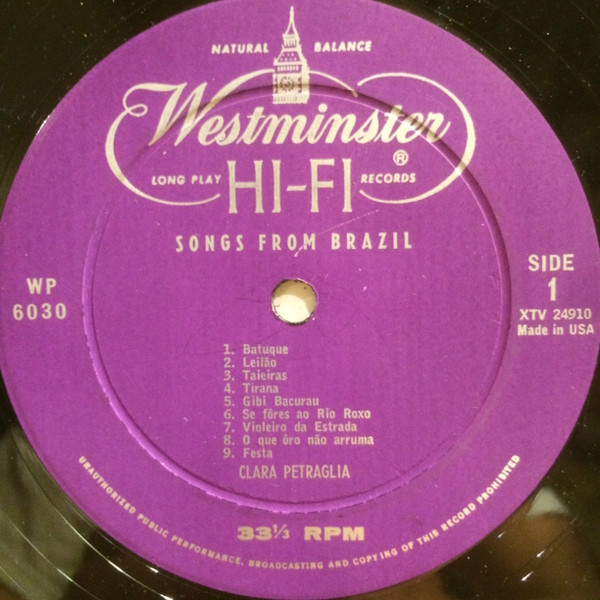 NATURAL BALANCE
Westminster
LONG PLAY HI-FI RECORDS ®
SONGS FROM BRAZIL
WP
6030
SIDE
1
XTV 24910
Made in USA
1. Batuque
2. Leilão
3. Taieiras
4. Tirana
5. Gibi Bacurau
6. Se fôres ao Rio Roxo
7. Violeiro da Estrada
8. O que ôro não arruma
9. Festa
CLARA PETRAGLIA
33⅓ RPM
UNAUTHORIZED PUBLIC PERFORMANCE, BROADCASTING AND COPYING OF THIS RECORD PROHIBITED